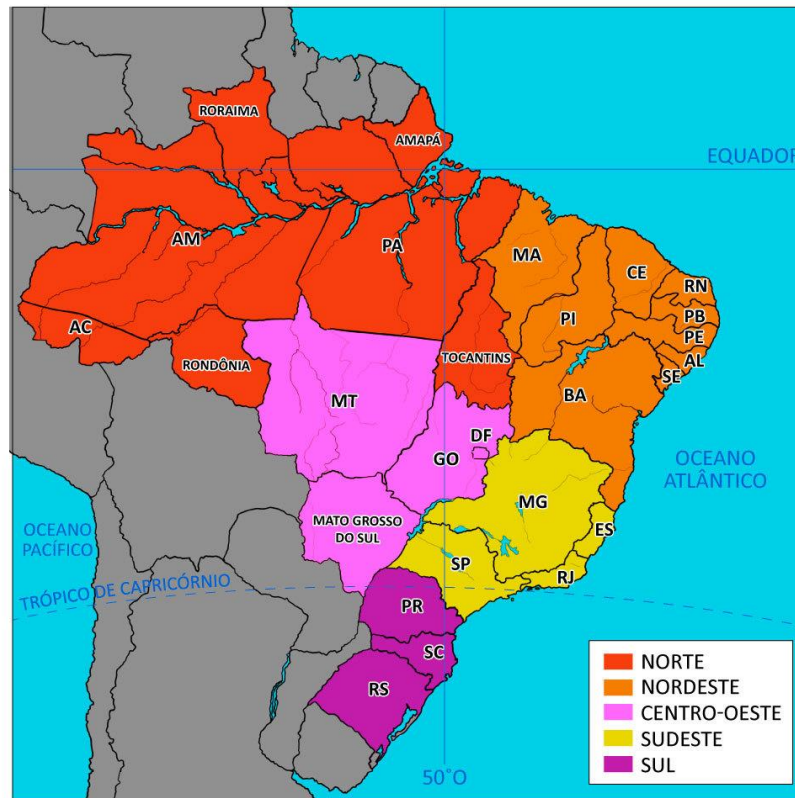 RORAIMA
AMAPÁ
EQUADOR
AM
PA
MA
CE
RN
PB
PE
AL
SE
PI
AC
RONDÔNIA
TOCANTINS
MT
BA
DF
GO
OCEANO
ATLÂNTICO
MG
ES
MATO GROSSO
DO SUL
OCEANO
PACÍFICO
SP
RJ
TRÓPICO DE CAPRICÓRNIO
PR
SC
RS
NORTE
NORDESTE
CENTRO-OESTE
SUDESTE
SUL
50°O